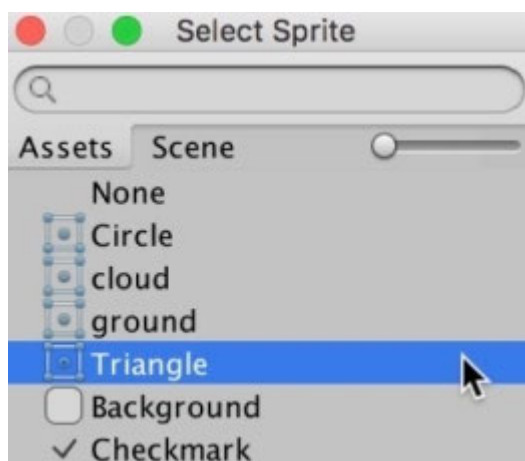 Select Sprite
Assets Scene
None
Circle
cloud
ground
Triangle
Background
Checkmark